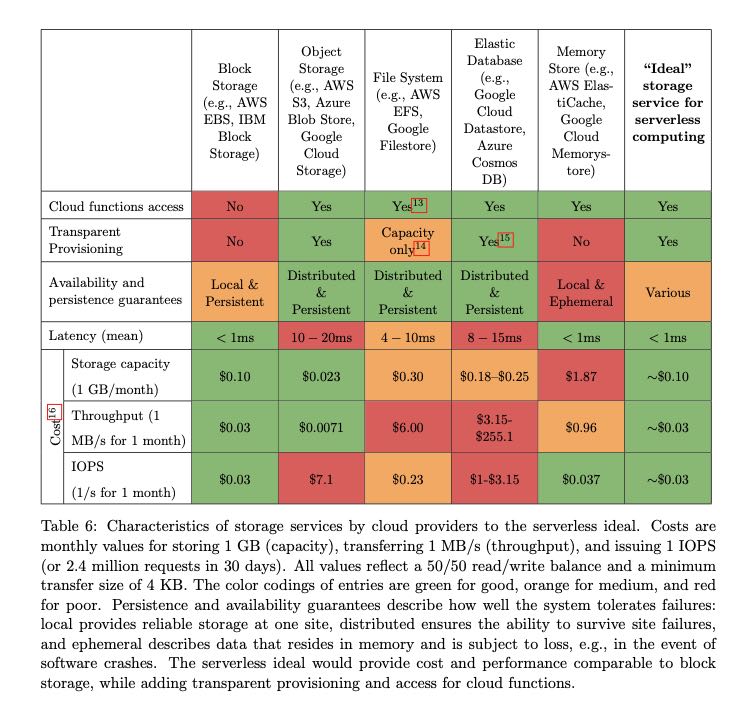 Block
Storage
(e.g., AWS
EBS, IBM
Block
Storage)
Object
Storage
(e.g., AWS
S3, Azure
Blob Store,
Google
Cloud
Storage)
File System
(e.g., AWS
EFS,
Google
Filestore)
Elastic
Database
(e.g.,
Google
Cloud
Datastore,
Azure
Cosmos
DB)
Memory
Store (e.g.,
AWS Elas-
tiCache,
Google
Cloud
Memorys-
tore)
“Ideal”
storage
service for
serverless
computing
Cloud functions access
No
Yes
Yes13
Yes
Yes
Yes
Transparent
Provisioning
No
Yes
Capacity
only14
Yes15
No
Yes
Availability and
persistence guarantees
Local &
Persistent
Distributed
&
Persistent
Distributed
&
Persistent
Distributed
&
Persistent
Local &
Ephemeral
Various
Latency (mean)
< 1ms
10 – 20ms
4 – 10ms
8 – 15ms
< 1ms
< 1ms
Cost16
Storage capacity
(1 GB/month)
$0.10
$0.023
$0.30
$0.18–$0.25
$1.87
~$0.10
Throughput (1
MB/s for 1 month)
$0.03
$0.0071
$6.00
$3.15-
$255.1
$0.96
~$0.03
IOPS
(1/s for 1 month)
$0.03
$7.1
$0.23
$1-$3.15
$0.037
~$0.03
Table 6: Characteristics of storage services by cloud providers to the serverless ideal. Costs are
monthly values for storing 1 GB (capacity), transferring 1 MB/s (throughput), and issuing 1 IOPS
(or 2.4 million requests in 30 days). All values reflect a 50/50 read/write balance and a minimum
transfer size of 4 KB. The color codings of entries are green for good, orange for medium, and red
for poor. Persistence and availability guarantees describe how well the system tolerates failures:
local provides reliable storage at one site, distributed ensures the ability to survive site failures,
and ephemeral describes data that resides in memory and is subject to loss, e.g., in the event of
software crashes. The serverless ideal would provide cost and performance comparable to block
storage, while adding transparent provisioning and access for cloud functions.